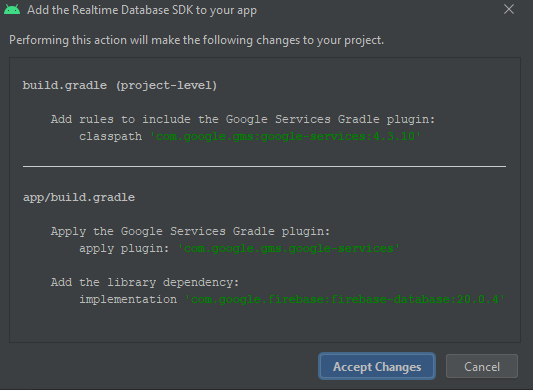 Add the Realtime Database SDK to your app
Performing this action will make the following changes to your project.
build.gradle (project-level)
Add rules to include the Google Services Gradle plugin:
classpath 'com.google.gms:google-services:4.3.10'
app/build.gradle
Apply the Google Services Gradle plugin:
apply plugin: 'com.google.gms.google-services'
Add the library dependency:
implementation 'com.google.firebase:firebase-database:20.0.4'
Accept Changes
Cancel